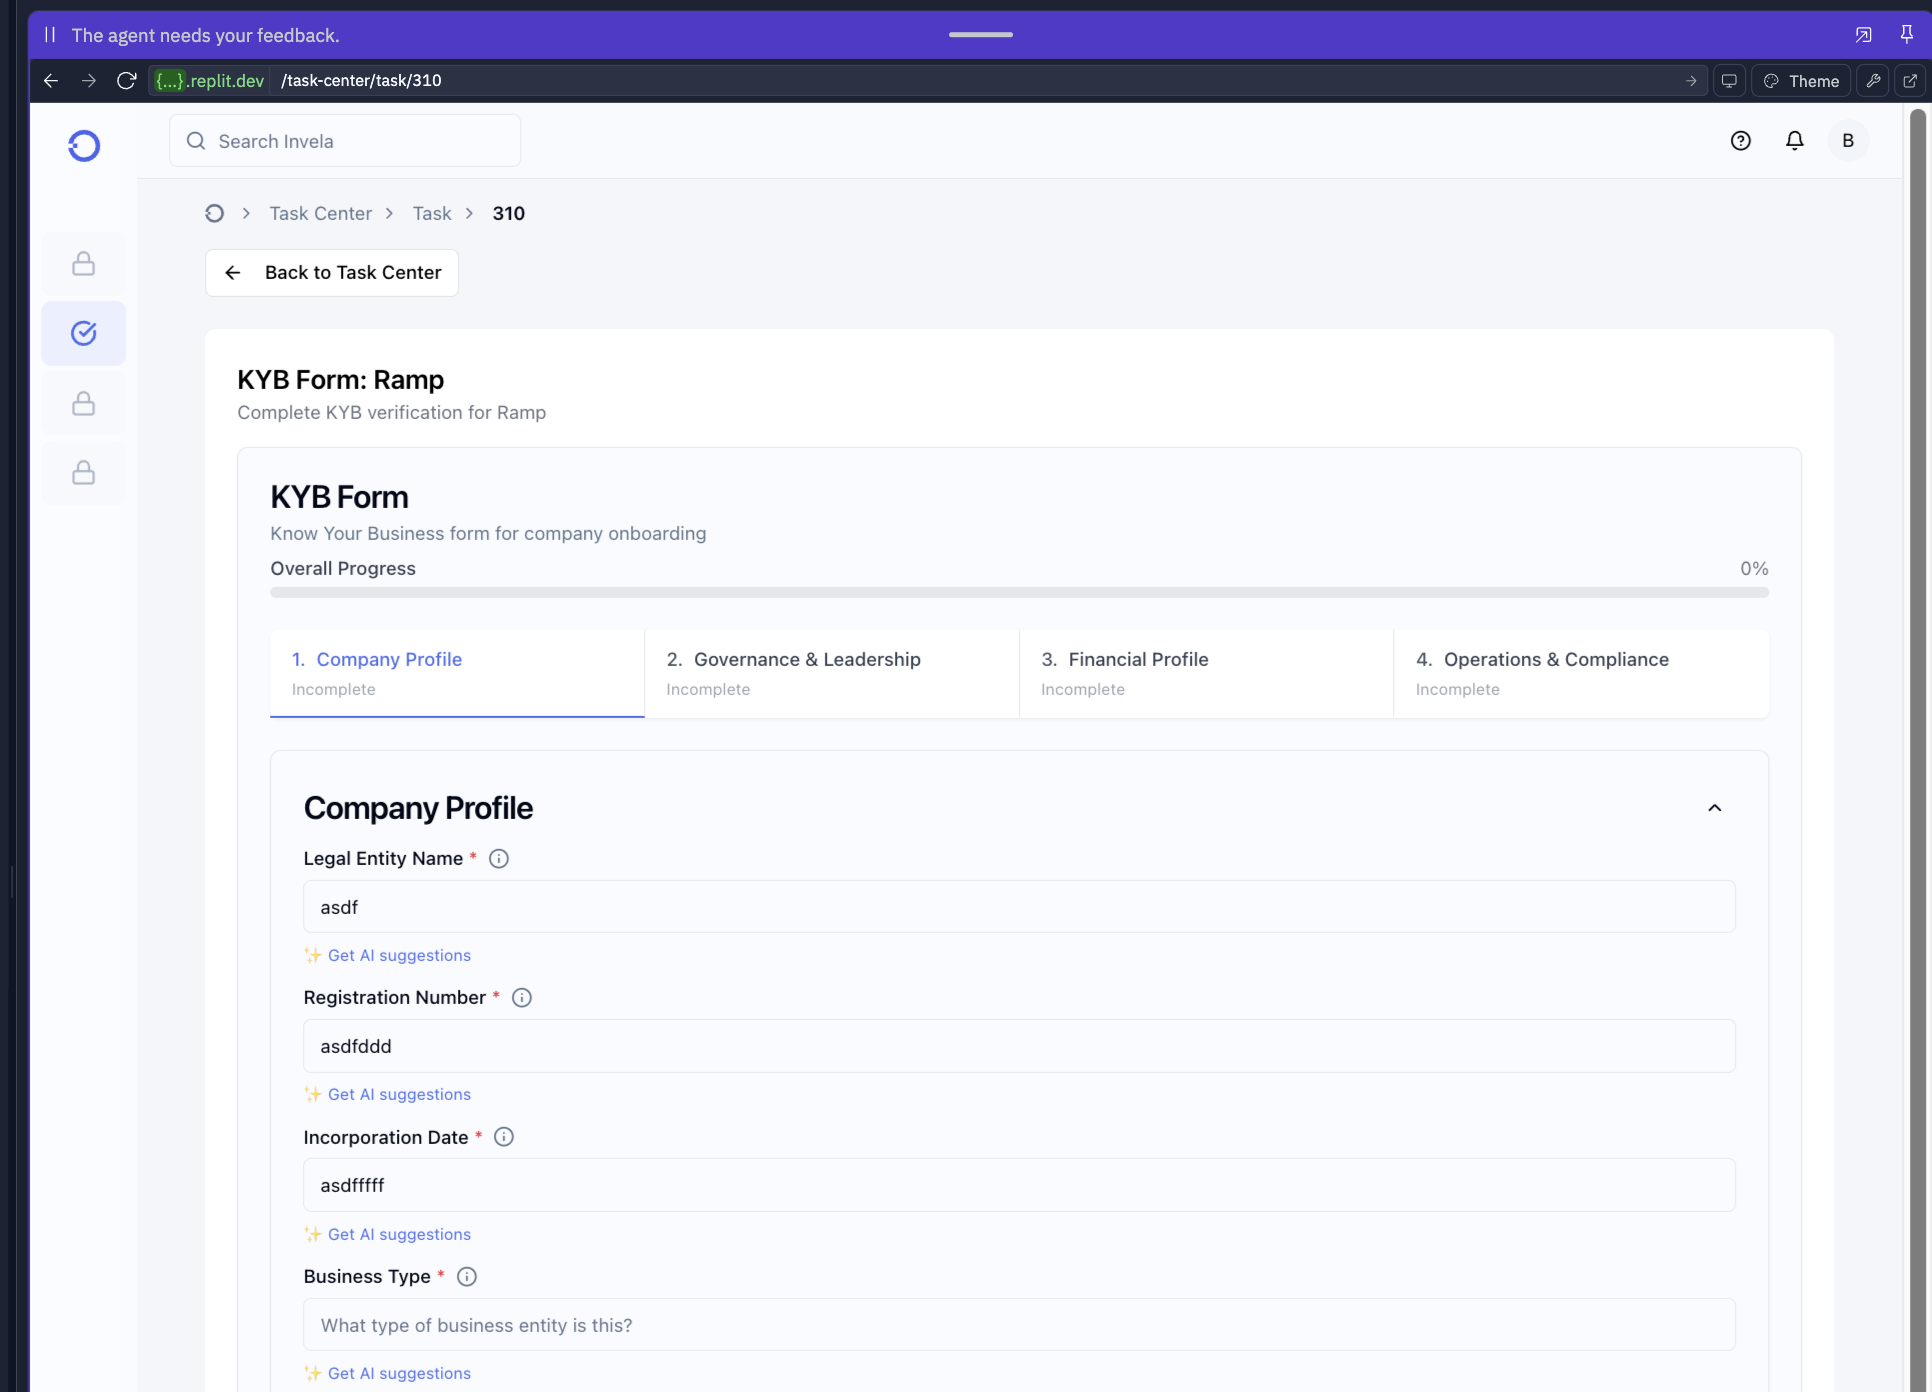 The agent needs your feedback.
{...}.replit.dev /task-center/task/310
Theme
Search Invela
B
Task Center > Task > 310
Back to Task Center
KYB Form: Ramp
Complete KYB verification for Ramp
KYB Form
Know Your Business form for company onboarding
Overall Progress 0%
1. Company Profile
Incomplete
2. Governance & Leadership
Incomplete
3. Financial Profile
Incomplete
4. Operations & Compliance
Incomplete
Company Profile
Legal Entity Name *
asdf
✨ Get AI suggestions
Registration Number *
asdfddd
✨ Get AI suggestions
Incorporation Date *
asdfffff
✨ Get AI suggestions
Business Type *
What type of business entity is this?
✨ Get AI suggestions